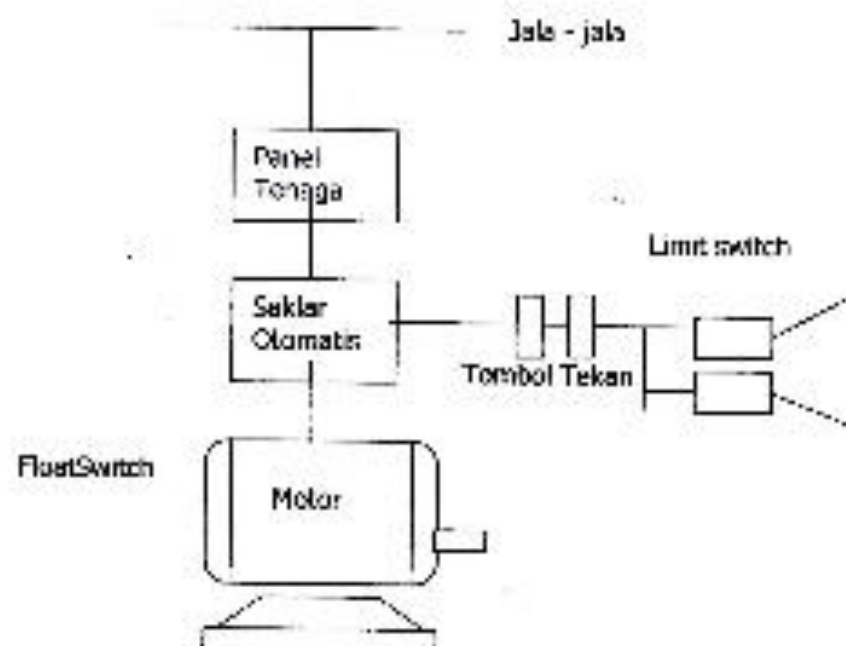 Jala - jala
Panel
Tenaga
Limit switch
Saklar
Otomatis
Tombol Tekan
FloatSwitch
Motor